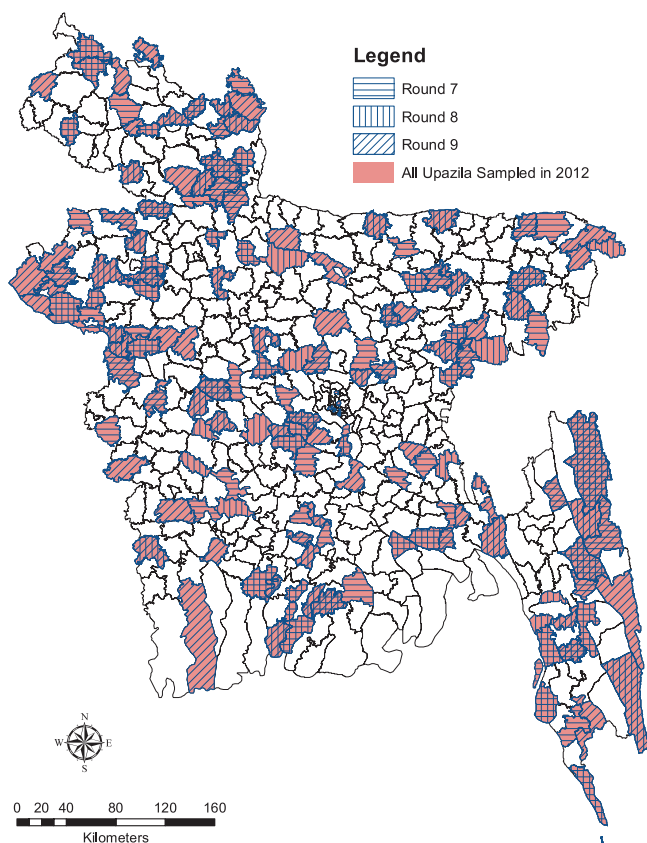 Legend
Round 7
Round 8
Round 9
All Upazila Sampled in 2012
N
W E
S
0 20 40 80 120 160
Kilometers